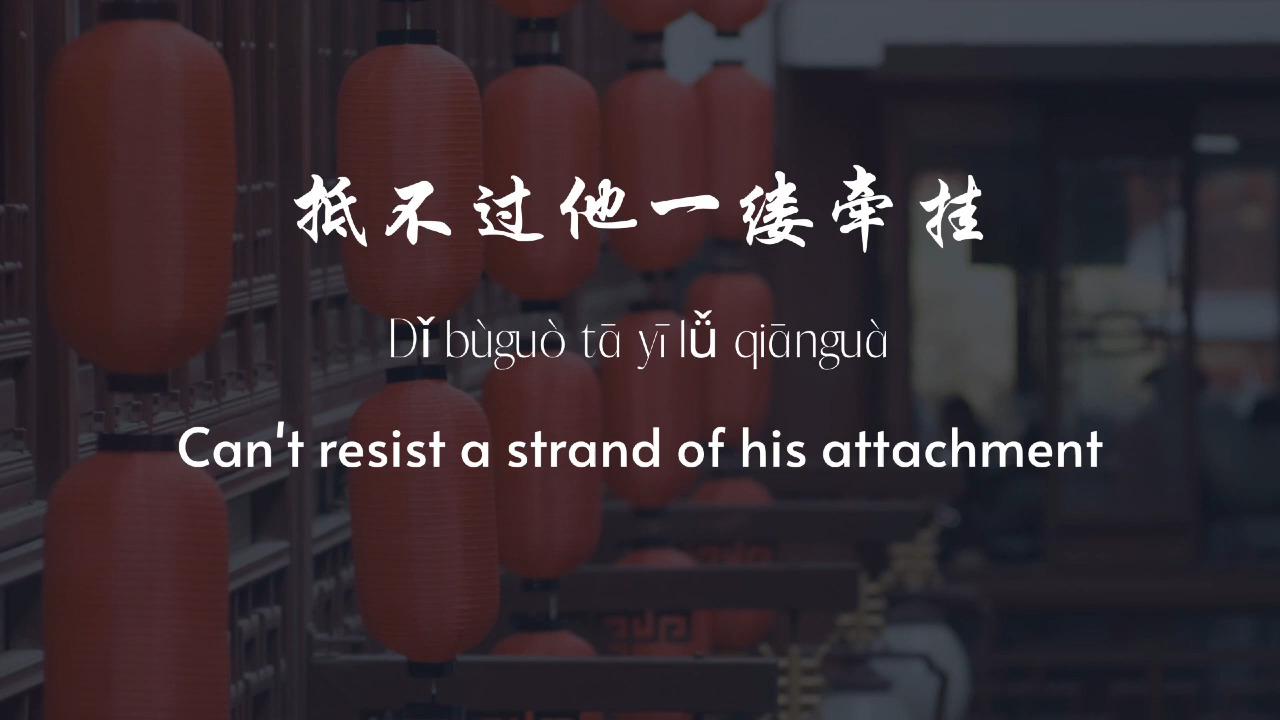 抵不过他一缕牵挂
Dǐ bùguò tā yī lǚ qiānguà
Can't resist a strand of his attachment